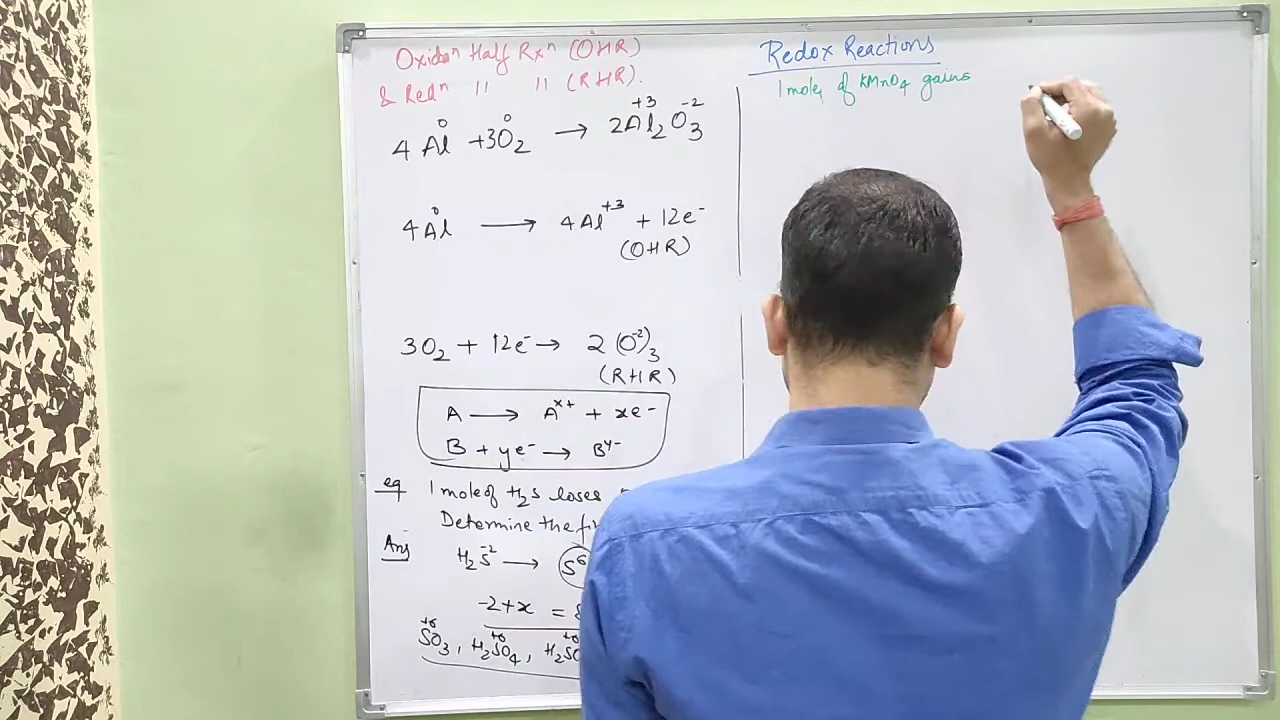 Oxidaⁿ Half Rxⁿ (OHR)
& Redⁿ " " (RHR).
4 Al⁰ + 3O₂⁰ → 2Al₂⁺³O₃⁻²
4Al⁰ → 4Al⁺³ + 12e⁻
(OHR)
3O₂ + 12e⁻ → 2(O⁻²)₃
(RHR)
A → Aˣ⁺ + xe⁻
B + ye⁻ → Bʸ⁻
eg 1 mole of H₂S loses
Determine the
Ans H₂S⁻² → S⁶
-2+x =
S⁺⁶O₃, H₂S⁺⁶O₄,
Redox Reactions
1 mole of KMnO₄ gains